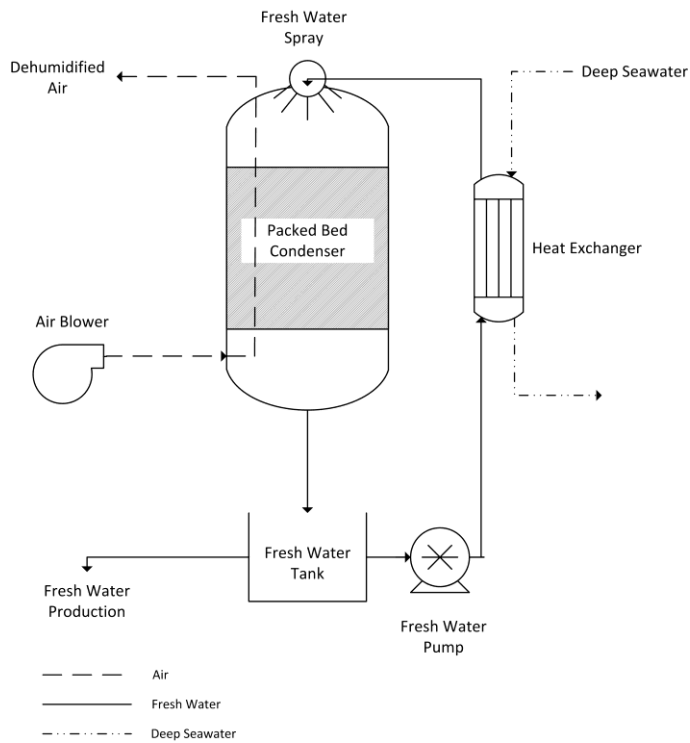 Fresh Water
Spray
Dehumidified
Air
Deep Seawater
Packed Bed
Condenser
Heat Exchanger
Air Blower
Fresh Water
Tank
Fresh Water
Production
Fresh Water
Pump
Air
Fresh Water
Deep Seawater